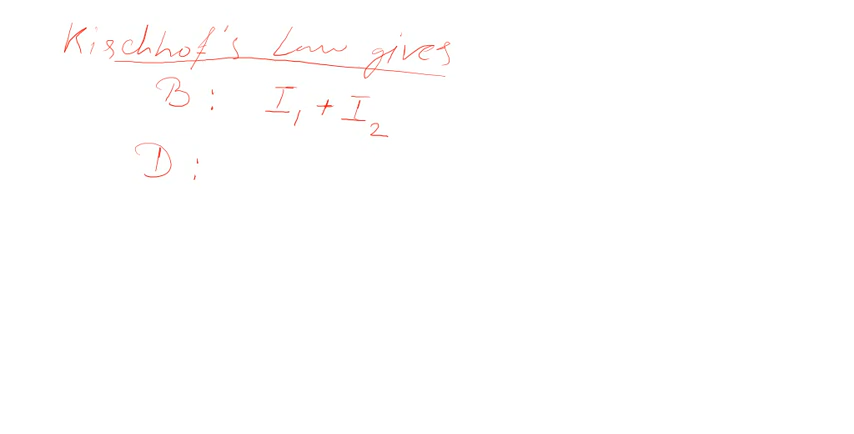 Kirchhof's Law gives
B: I₁ + I₂
D: